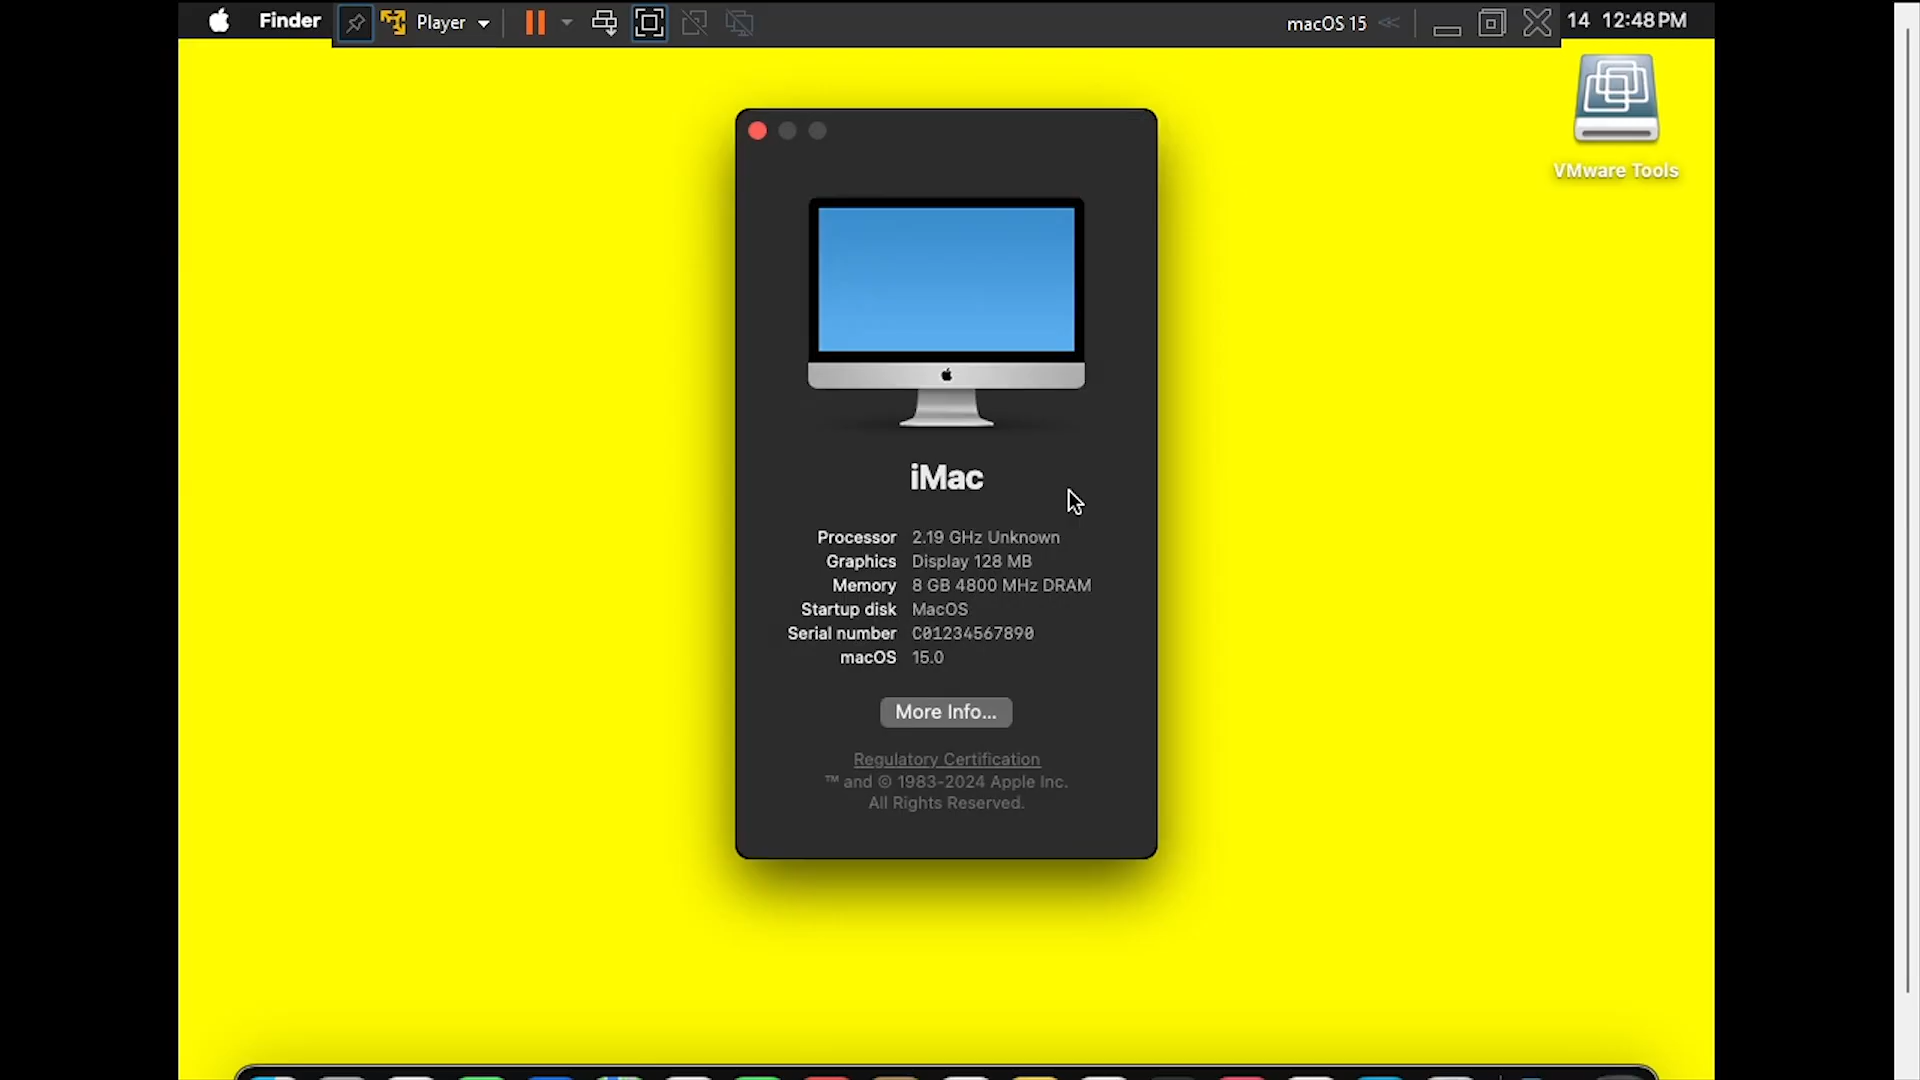 Finder
Player
macOS 15
14 12:48 PM
VMware Tools
iMac
Processor 2.19 GHz Unknown
Graphics Display 128 MB
Memory 8 GB 4800 MHz DRAM
Startup disk MacOS
Serial number C01234567890
macOS 15.0
More Info...
Regulatory Certification
™ and © 1983-2024 Apple Inc.
All Rights Reserved.